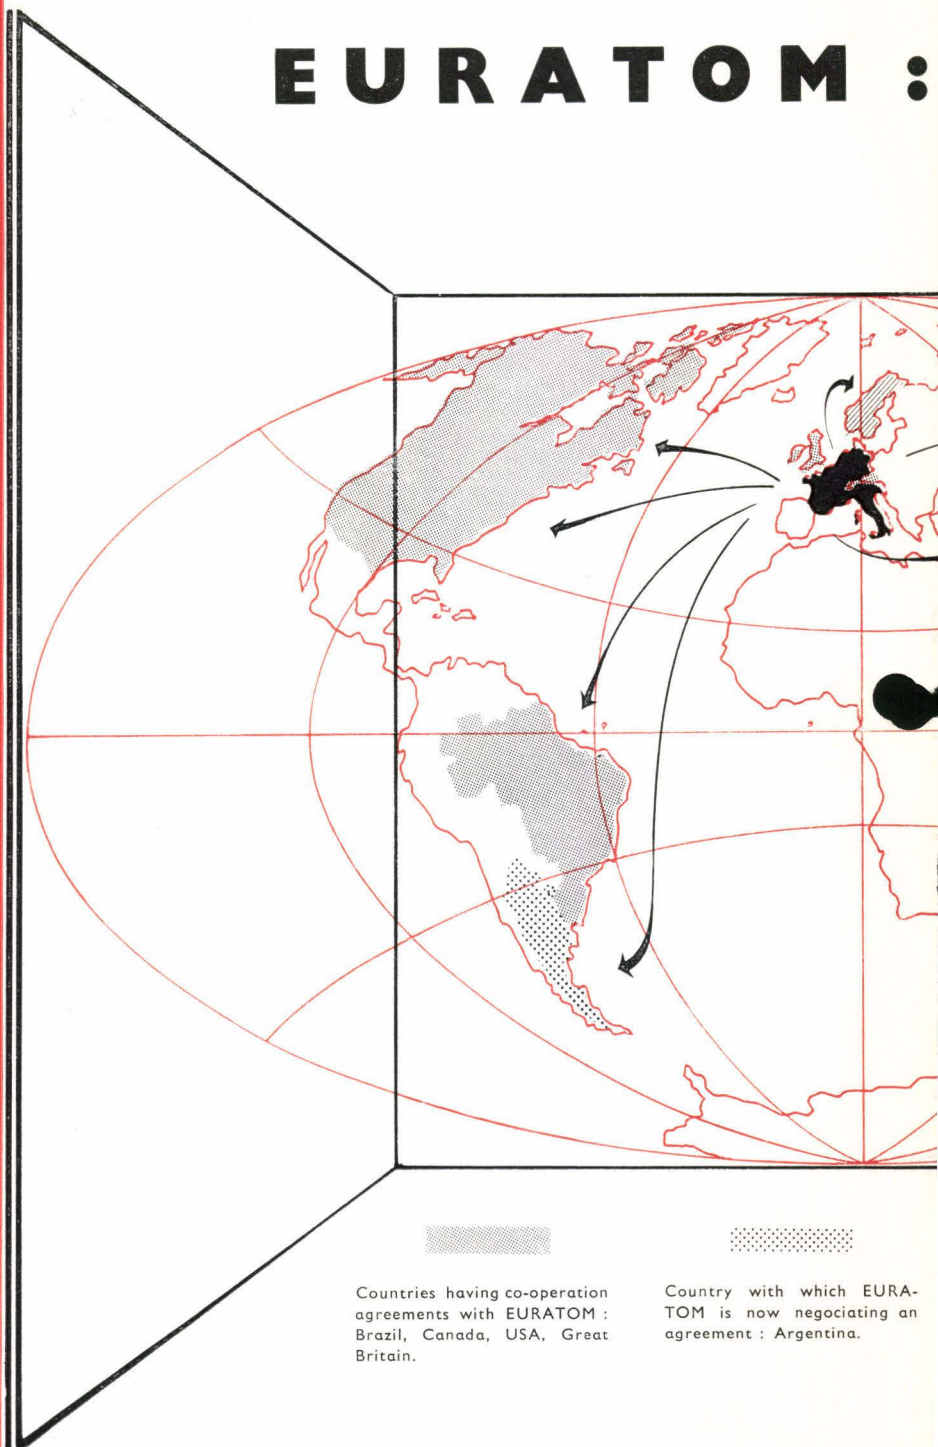 EURATOM :
Countries having co-operation
agreements with EURATOM :
Brazil, Canada, USA, Great
Britain.
Country with which EURA-
TOM is now negociating an
agreement : Argentina.